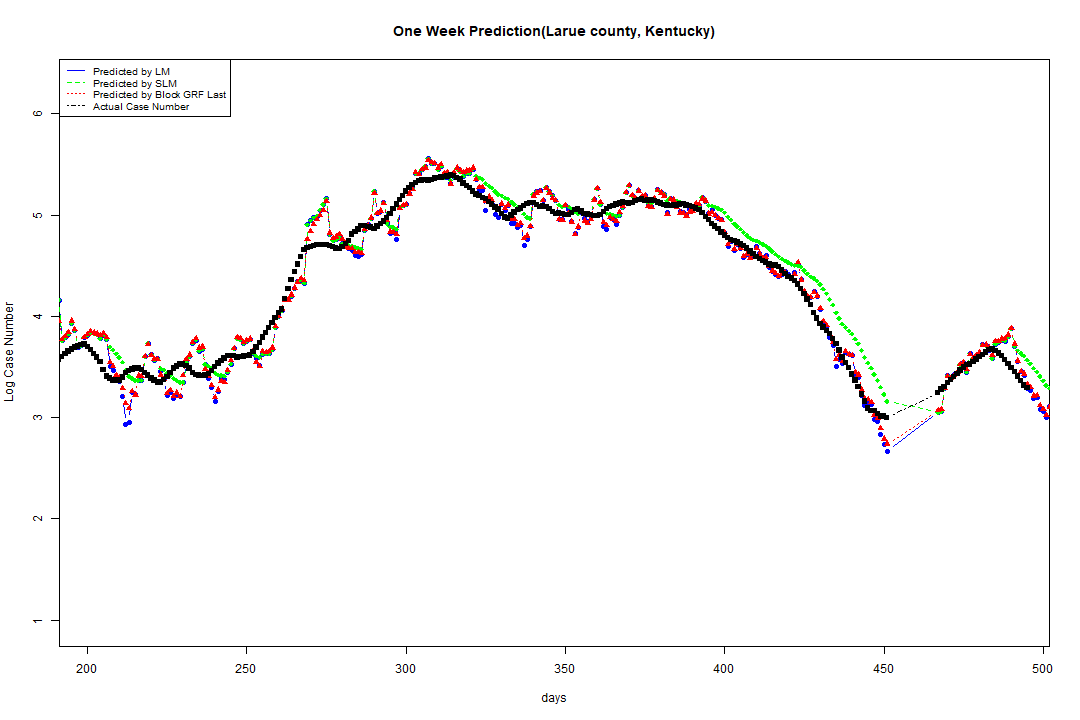 One Week Prediction(Larue county, Kentucky)
Predicted by LM
Predicted by SLM
Predicted by Block GRF Last
Actual Case Number
Log Case Number
6
5
4
3
2
1
200 250 300 350 400 450 500
days